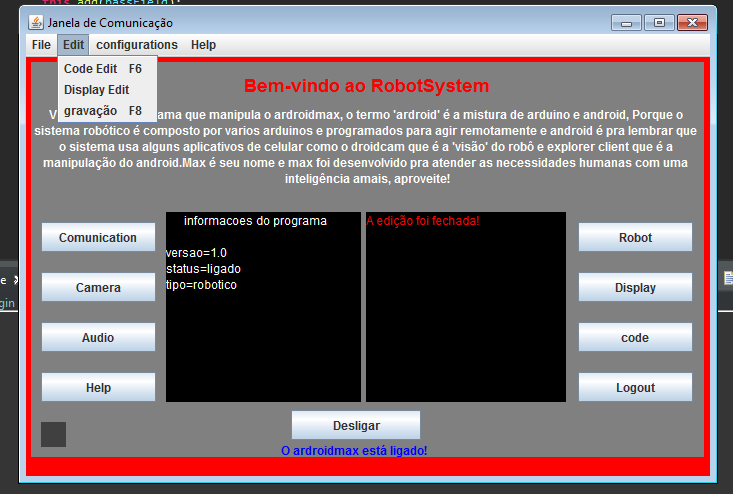 this.add(passField);
Janela de Comunicação
File Edit configurations Help
Code Edit F6
Display Edit
gravação F8
Bem-vindo ao RobotSystem
ama que manipula o ardroidmax, o termo 'ardroid' é a mistura de arduino e android, Porque o
sistema robótico é composto por varios arduinos e programados para agir remotamente e android é pra lembrar que
o sistema usa alguns aplicativos de celular como o droidcam que é a 'visão' do robô e explorer client que é a
manipulação do android.Max é seu nome e max foi desenvolvido pra atender as necessidades humanas com uma
inteligência amais, aproveite!
Comunication
Camera
Audio
Help
informacoes do programa
versao=1.0
status=ligado
tipo=robotico
A edição foi fechada!
Robot
Display
code
Logout
Desligar
O ardroidmax está ligado!